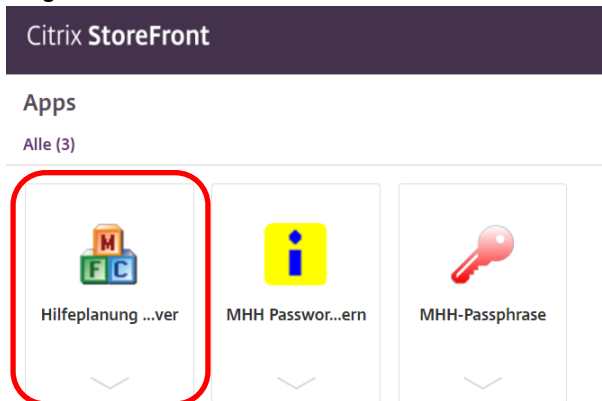 Citrix StoreFront
Apps
Alle (3)
M
F C
i
Hilfeplanung ...ver
MHH Passwor...ern
MHH-Passphrase